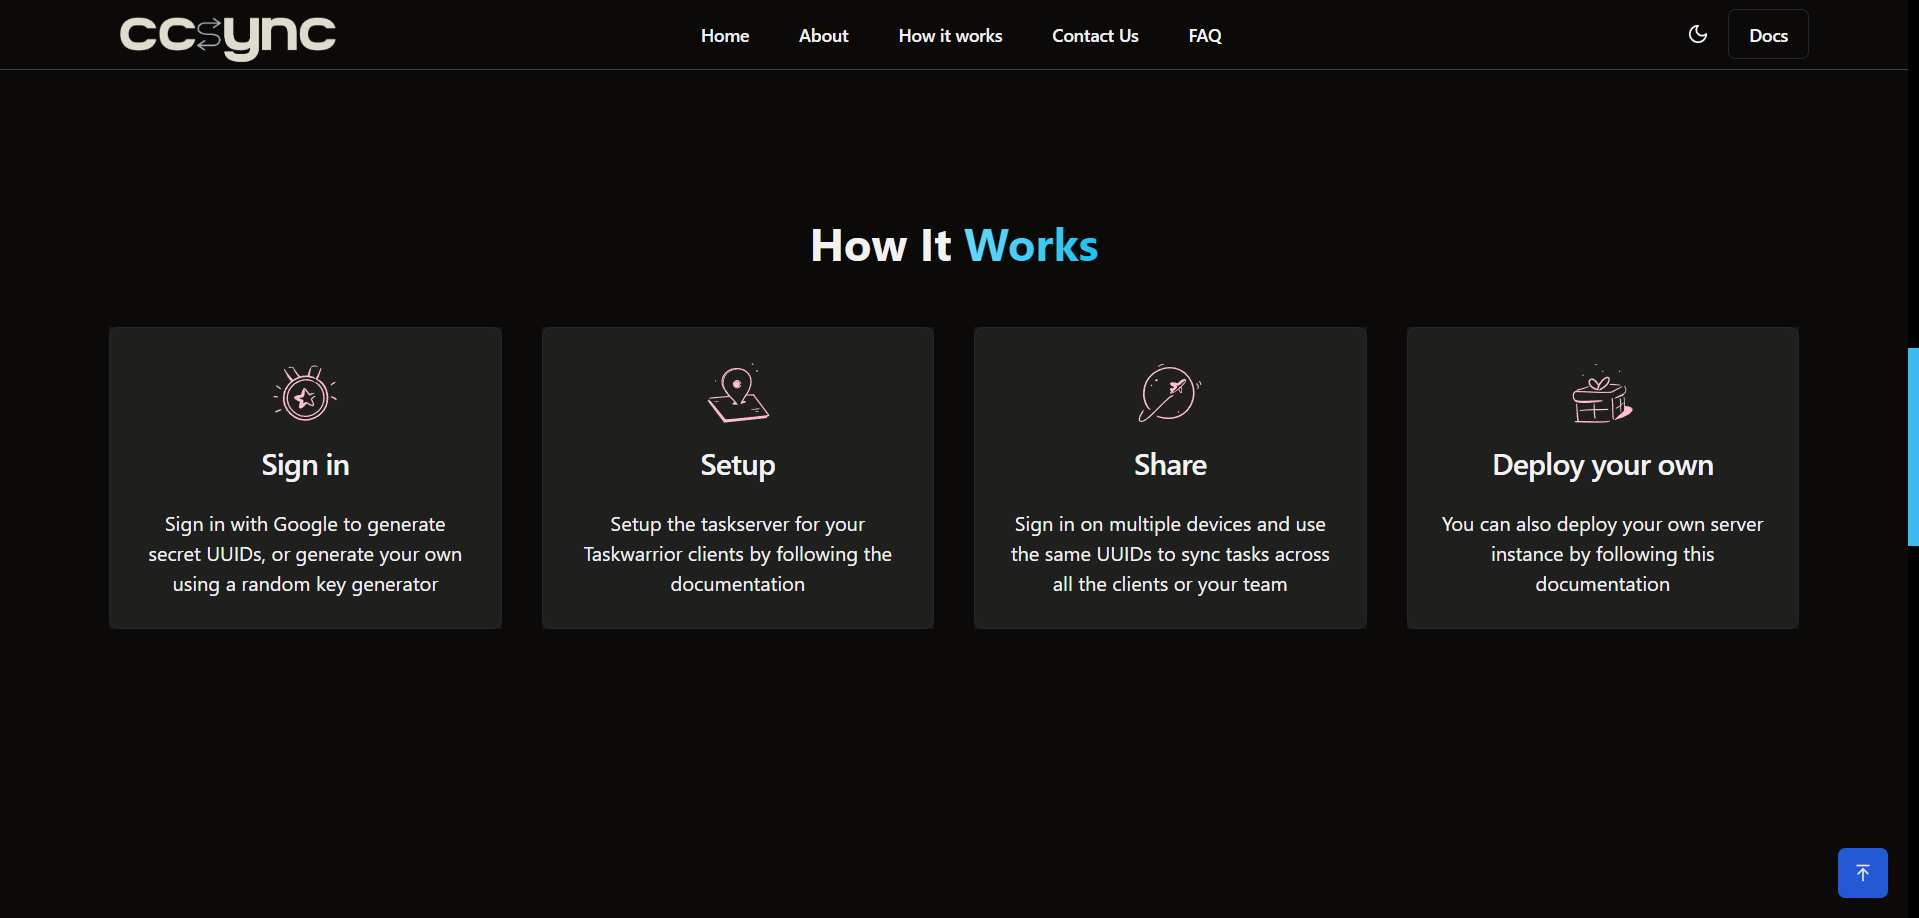 ccsync
Home
About
How it works
Contact Us
FAQ
Docs
How It Works
Sign in
Sign in with Google to generate
secret UUIDs, or generate your own
using a random key generator
Setup
Setup the taskserver for your
Taskwarrior clients by following the
documentation
Share
Sign in on multiple devices and use
the same UUIDs to sync tasks across
all the clients or your team
Deploy your own
You can also deploy your own server
instance by following this
documentation